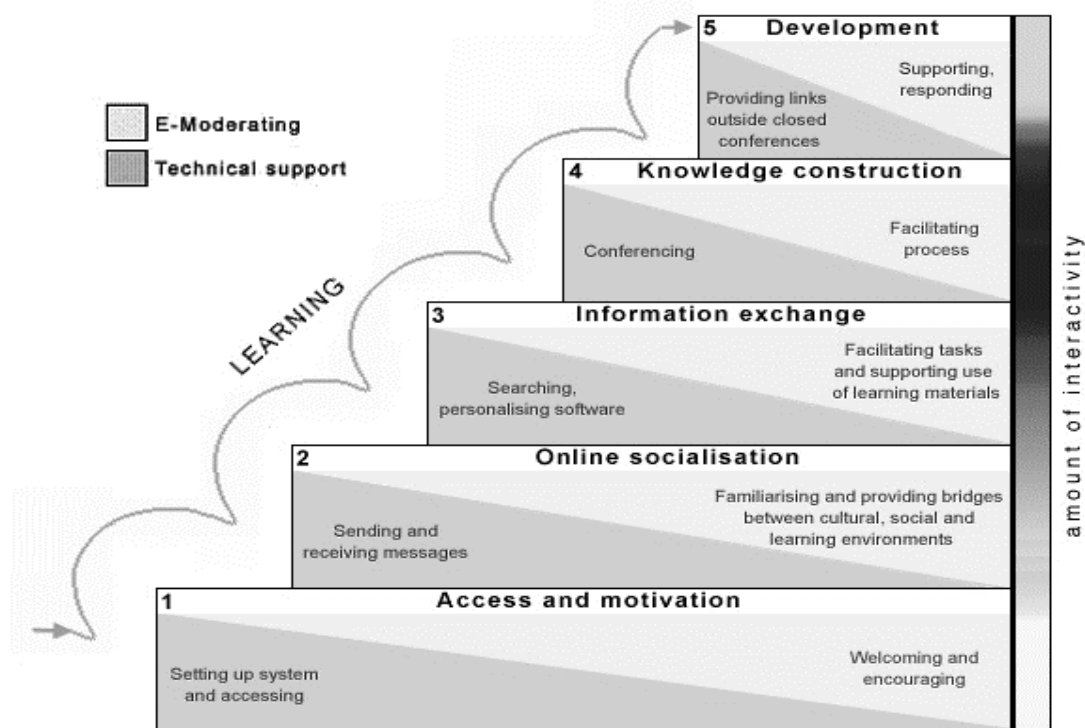 5 Development
Supporting,
responding
Providing links
outside closed
conferences
E-Moderating
Technical support
4 Knowledge construction
Facilitating
process
Conferencing
LEARNING
3 Information exchange
Facilitating tasks
and supporting use
of learning materials
Searching,
personalising software
2 Online socialisation
Familiarising and providing bridges
between cultural, social and
learning environments
Sending and
receiving messages
1 Access and motivation
Welcoming and
encouraging
Setting up system
and accessing
amount of interactivity